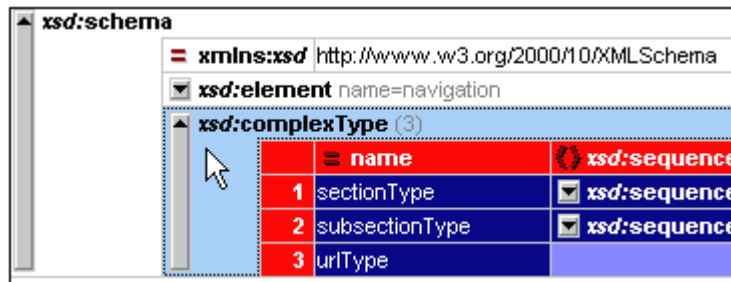 xsd:schema
= xmlns:xsd http://www.w3.org/2000/10/XMLSchema
xsd:element name=navigation
xsd:complexType (3)
= name {} xsd:sequence
1 sectionType xsd:sequence
2 subsectionType xsd:sequence
3 urlType